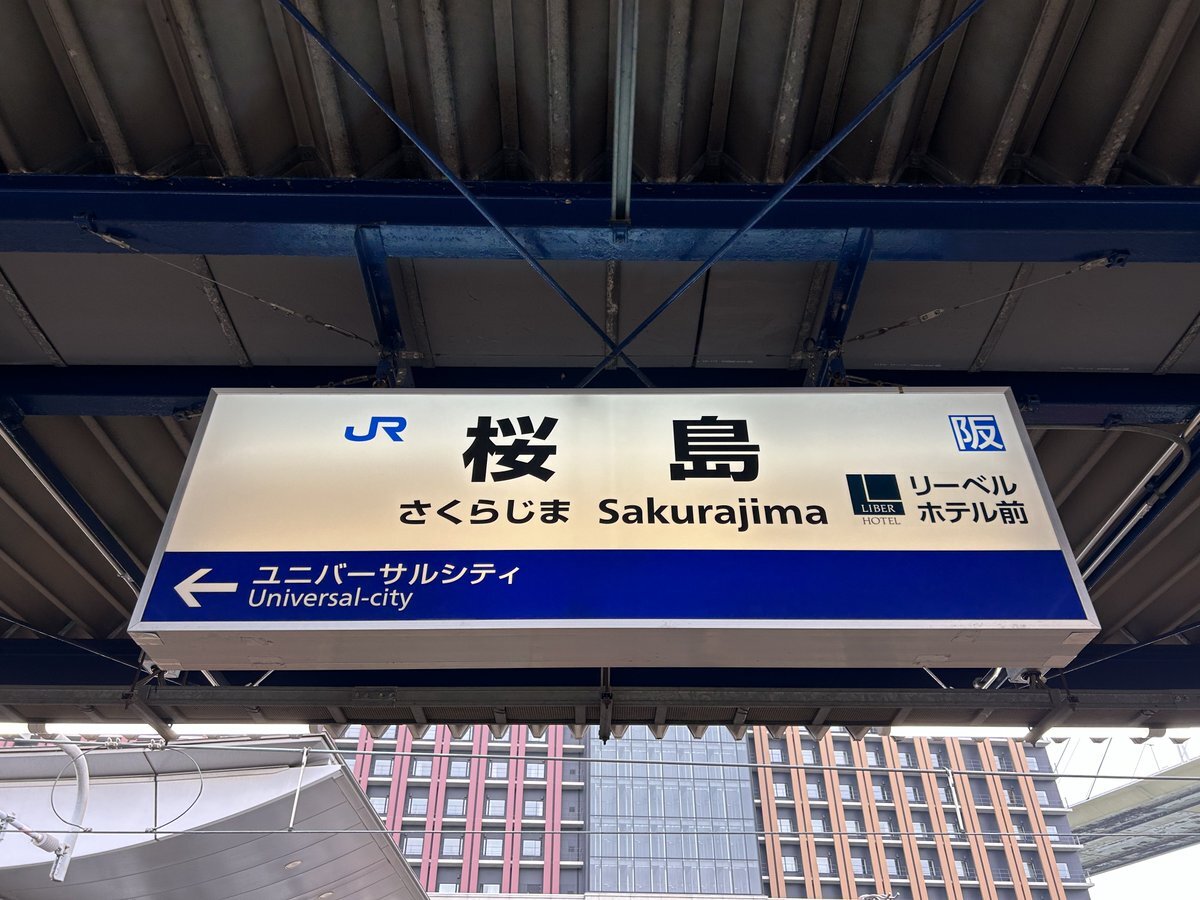 JR 桜島 阪
さくらじま Sakurajima
LIBER
HOTEL
リーベル
ホテル前
← ユニバーサルシティ
Universal-city